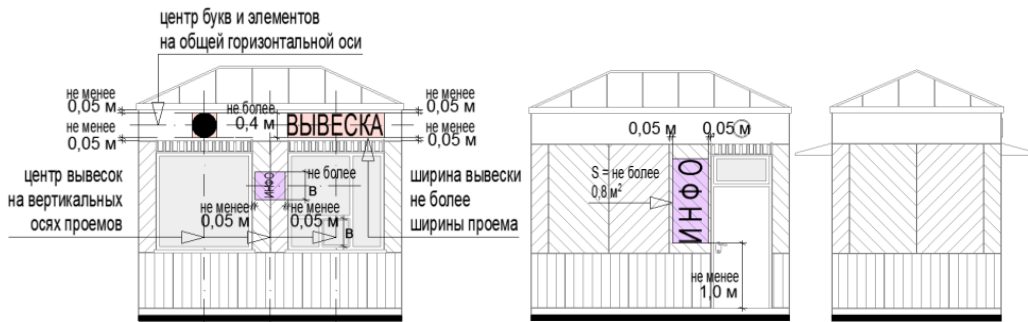 центр букв и элементов
на общей горизонтальной оси
не менее
0,05 м
не менее
0,05 м
не более
0,4 м
ВЫВЕСКА
не менее
0,05 м
не менее
0,05 м
центр вывесок
на вертикальных
осях проемов
ИНФО
не более
В
не менее
0,05 м
не менее
0,05 м
В
ширина вывески
не более
ширины проема
0,05 м
0,05 м
S = не более
0,8 м²
ИНФО
не менее
1,0 м